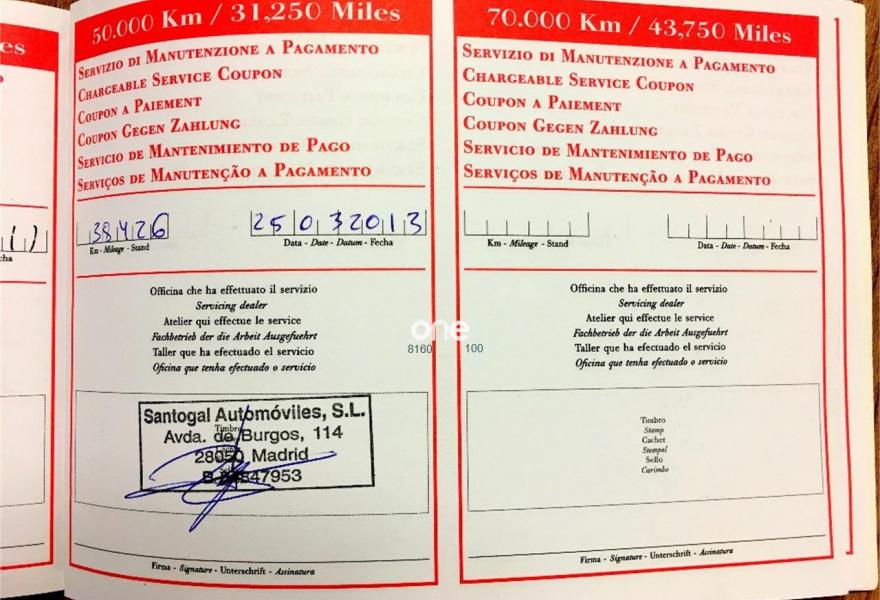 es
50.000 Km / 31,250 Miles
Servizio di Manutenzione a Pagamento
Chargeable Service Coupon
Coupon a Paiement
Coupon Gegen Zahlung
Servicio de Mantenimiento de Pago
Serviços de Manutenção a Pagamento
38426
25032013
Km - Mileage - Stand
Data - Date - Datum - Fecha
Officina che ha effettuato il servizio
Servicing dealer
Atelier qui effectue le service
Fachbetrieb der die Arbeit Ausgefuehrt
Taller que ha efectuado el servicio
Oficina que tenha efectuado o servicio
Santogal Automóviles, S.L.
Timbro
Avda. de Burgos, 114
28050 Madrid
47953
Firma - Signature - Unterschrift - Assinatura
70.000 Km / 43,750 Miles
Servizio di Manutenzione a Pagamento
Chargeable Service Coupon
Coupon a Paiement
Coupon Gegen Zahlung
Servicio de Mantenimiento de Pago
Serviços de Manutenção a Pagamento
Km - Mileage - Stand
Data - Date - Datum - Fecha
Officina che ha effettuato il servizio
Servicing dealer
Atelier qui effectue le service
Fachbetrieb der die Arbeit Ausgefuehrt
Taller que ha efectuado el servicio
Oficina que tenha efectuado o servicio
Timbro
Stamp
Cachet
Stempel
Sello
Carimbo
Firma - Signature - Unterschrift - Assinatura
one
8160 100